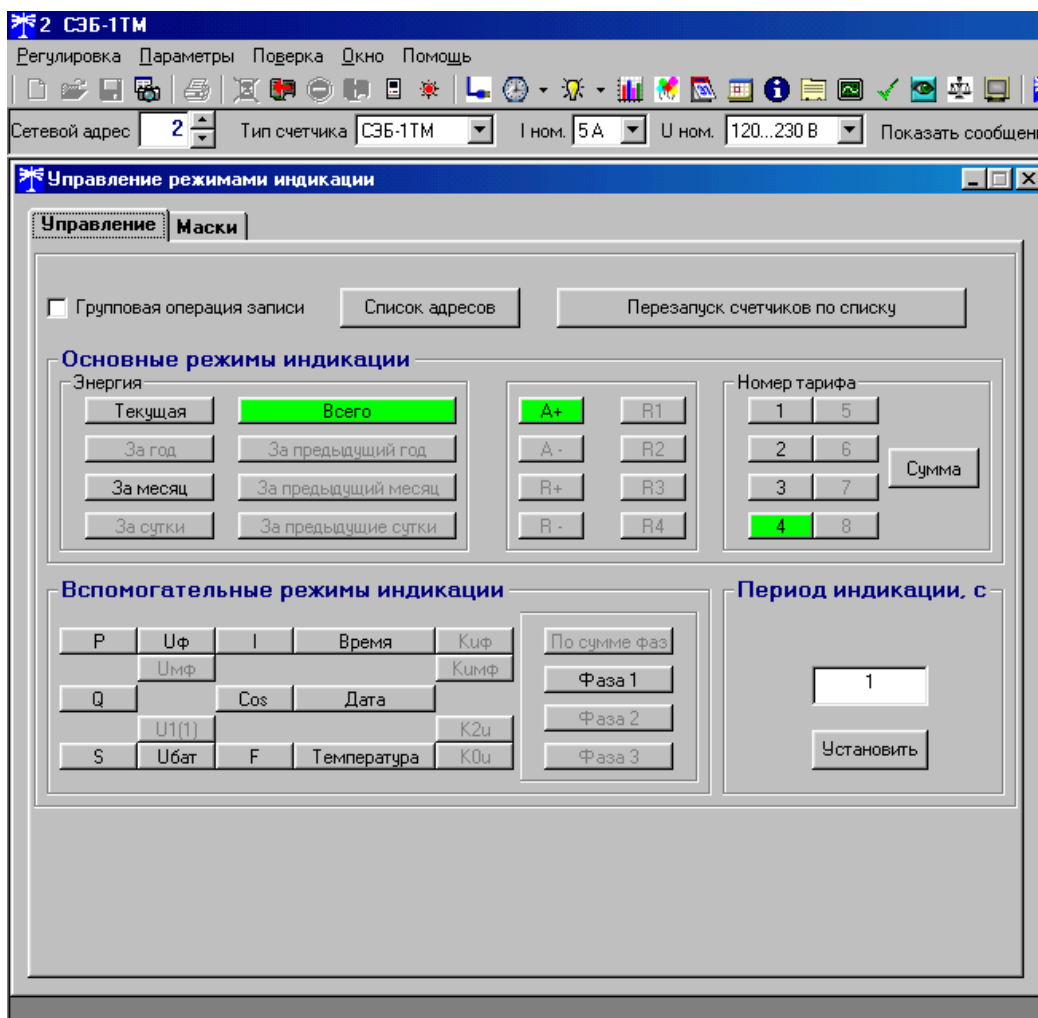 2 СЭБ-1ТМ
Регулировка Параметры Поверка Окно Помощь
Сетевой адрес 2 Тип счетчика СЭБ-1ТМ I ном. 5 А U ном. 120...230 В Показать сообщен
Управление режимами индикации
Управление Маски
Групповая операция записи Список адресов Перезапуск счетчиков по списку
Основные режимы индикации
Энергия Номер тарифа
Текущая Всего A+ R1 1 5
За год За предыдущий год A - R2 2 6
Сумма
За месяц За предыдущий месяц R+ R3 3 7
За сутки За предыдущие сутки R - R4 4 8
Вспомогательные режимы индикации Период индикации, с
P Uф I Время Kuф По сумме фаз
Uмф Kuмф
Фаза 1 1
Q Cos Дата
Фаза 2
U1(1) K2u
S Uбат F Температура K0u Фаза 3 Установить